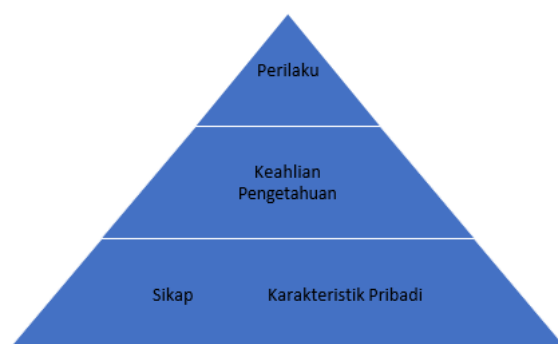 Perilaku
Keahlian
Pengetahuan
Sikap Karakteristik Pribadi